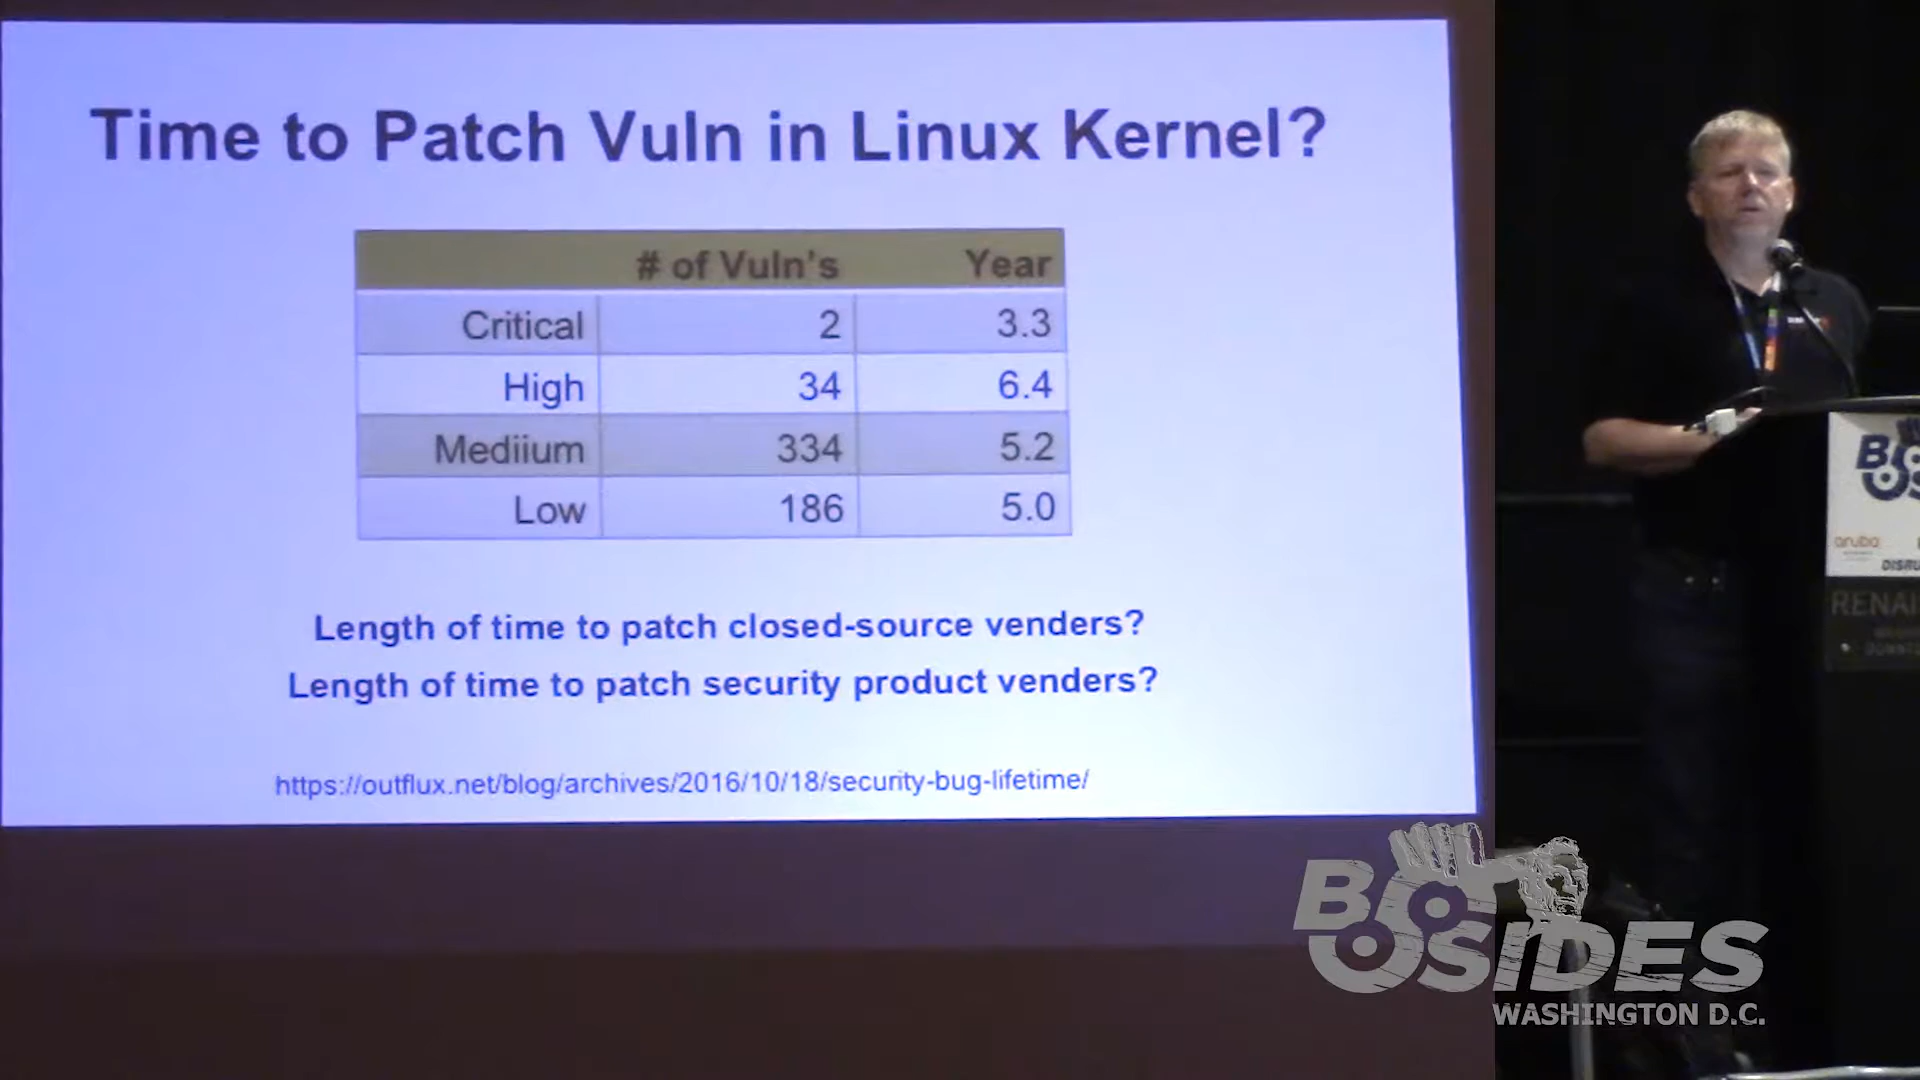 Time to Patch Vuln in Linux Kernel?
# of Vuln's Year
Critical 2 3.3
High 34 6.4
Mediium 334 5.2
Low 186 5.0
Length of time to patch closed-source venders?
Length of time to patch security product venders?
https://outflux.net/blog/archives/2016/10/18/security-bug-lifetime/
BSIDES
WASHINGTON D.C.
aruba